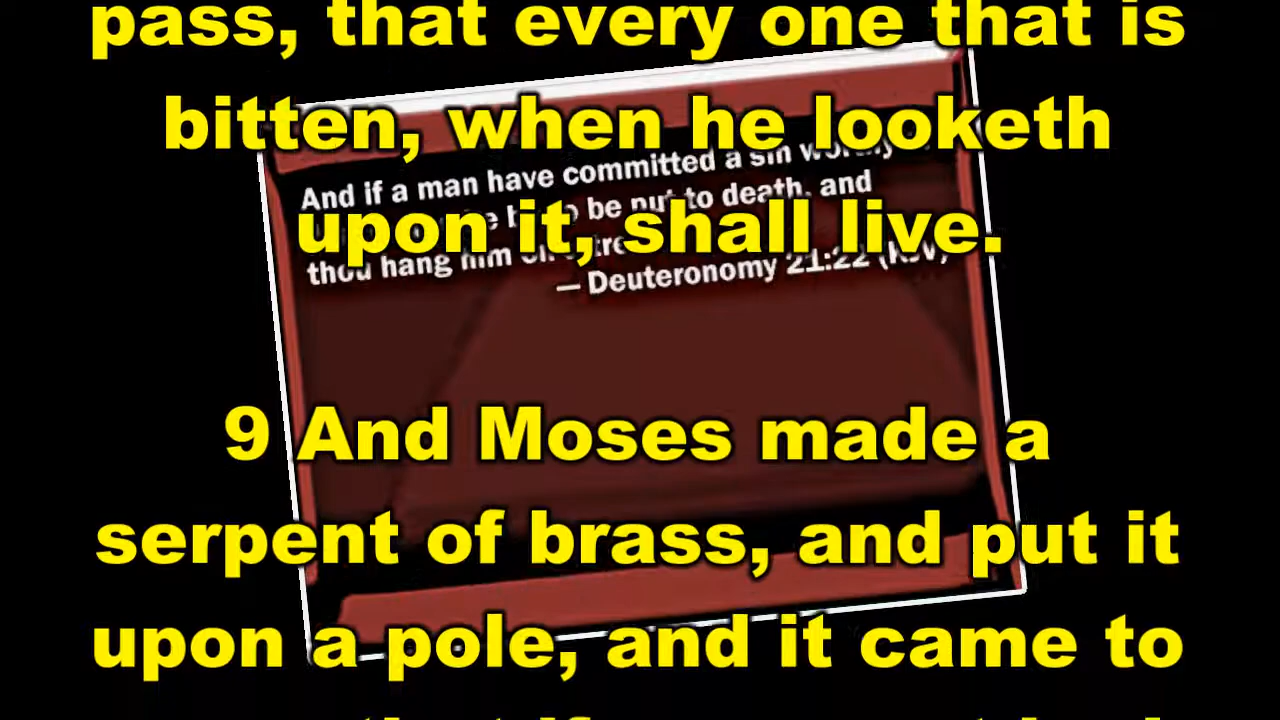 pass, that every one that is
bitten, when he looketh
upon it, shall live.
9 And Moses made a
serpent of brass, and put it
upon a pole, and it came to
And if a man have committed a sin
to be put to death, and
thou hang him
— Deuteronomy 21:22 (KJV)